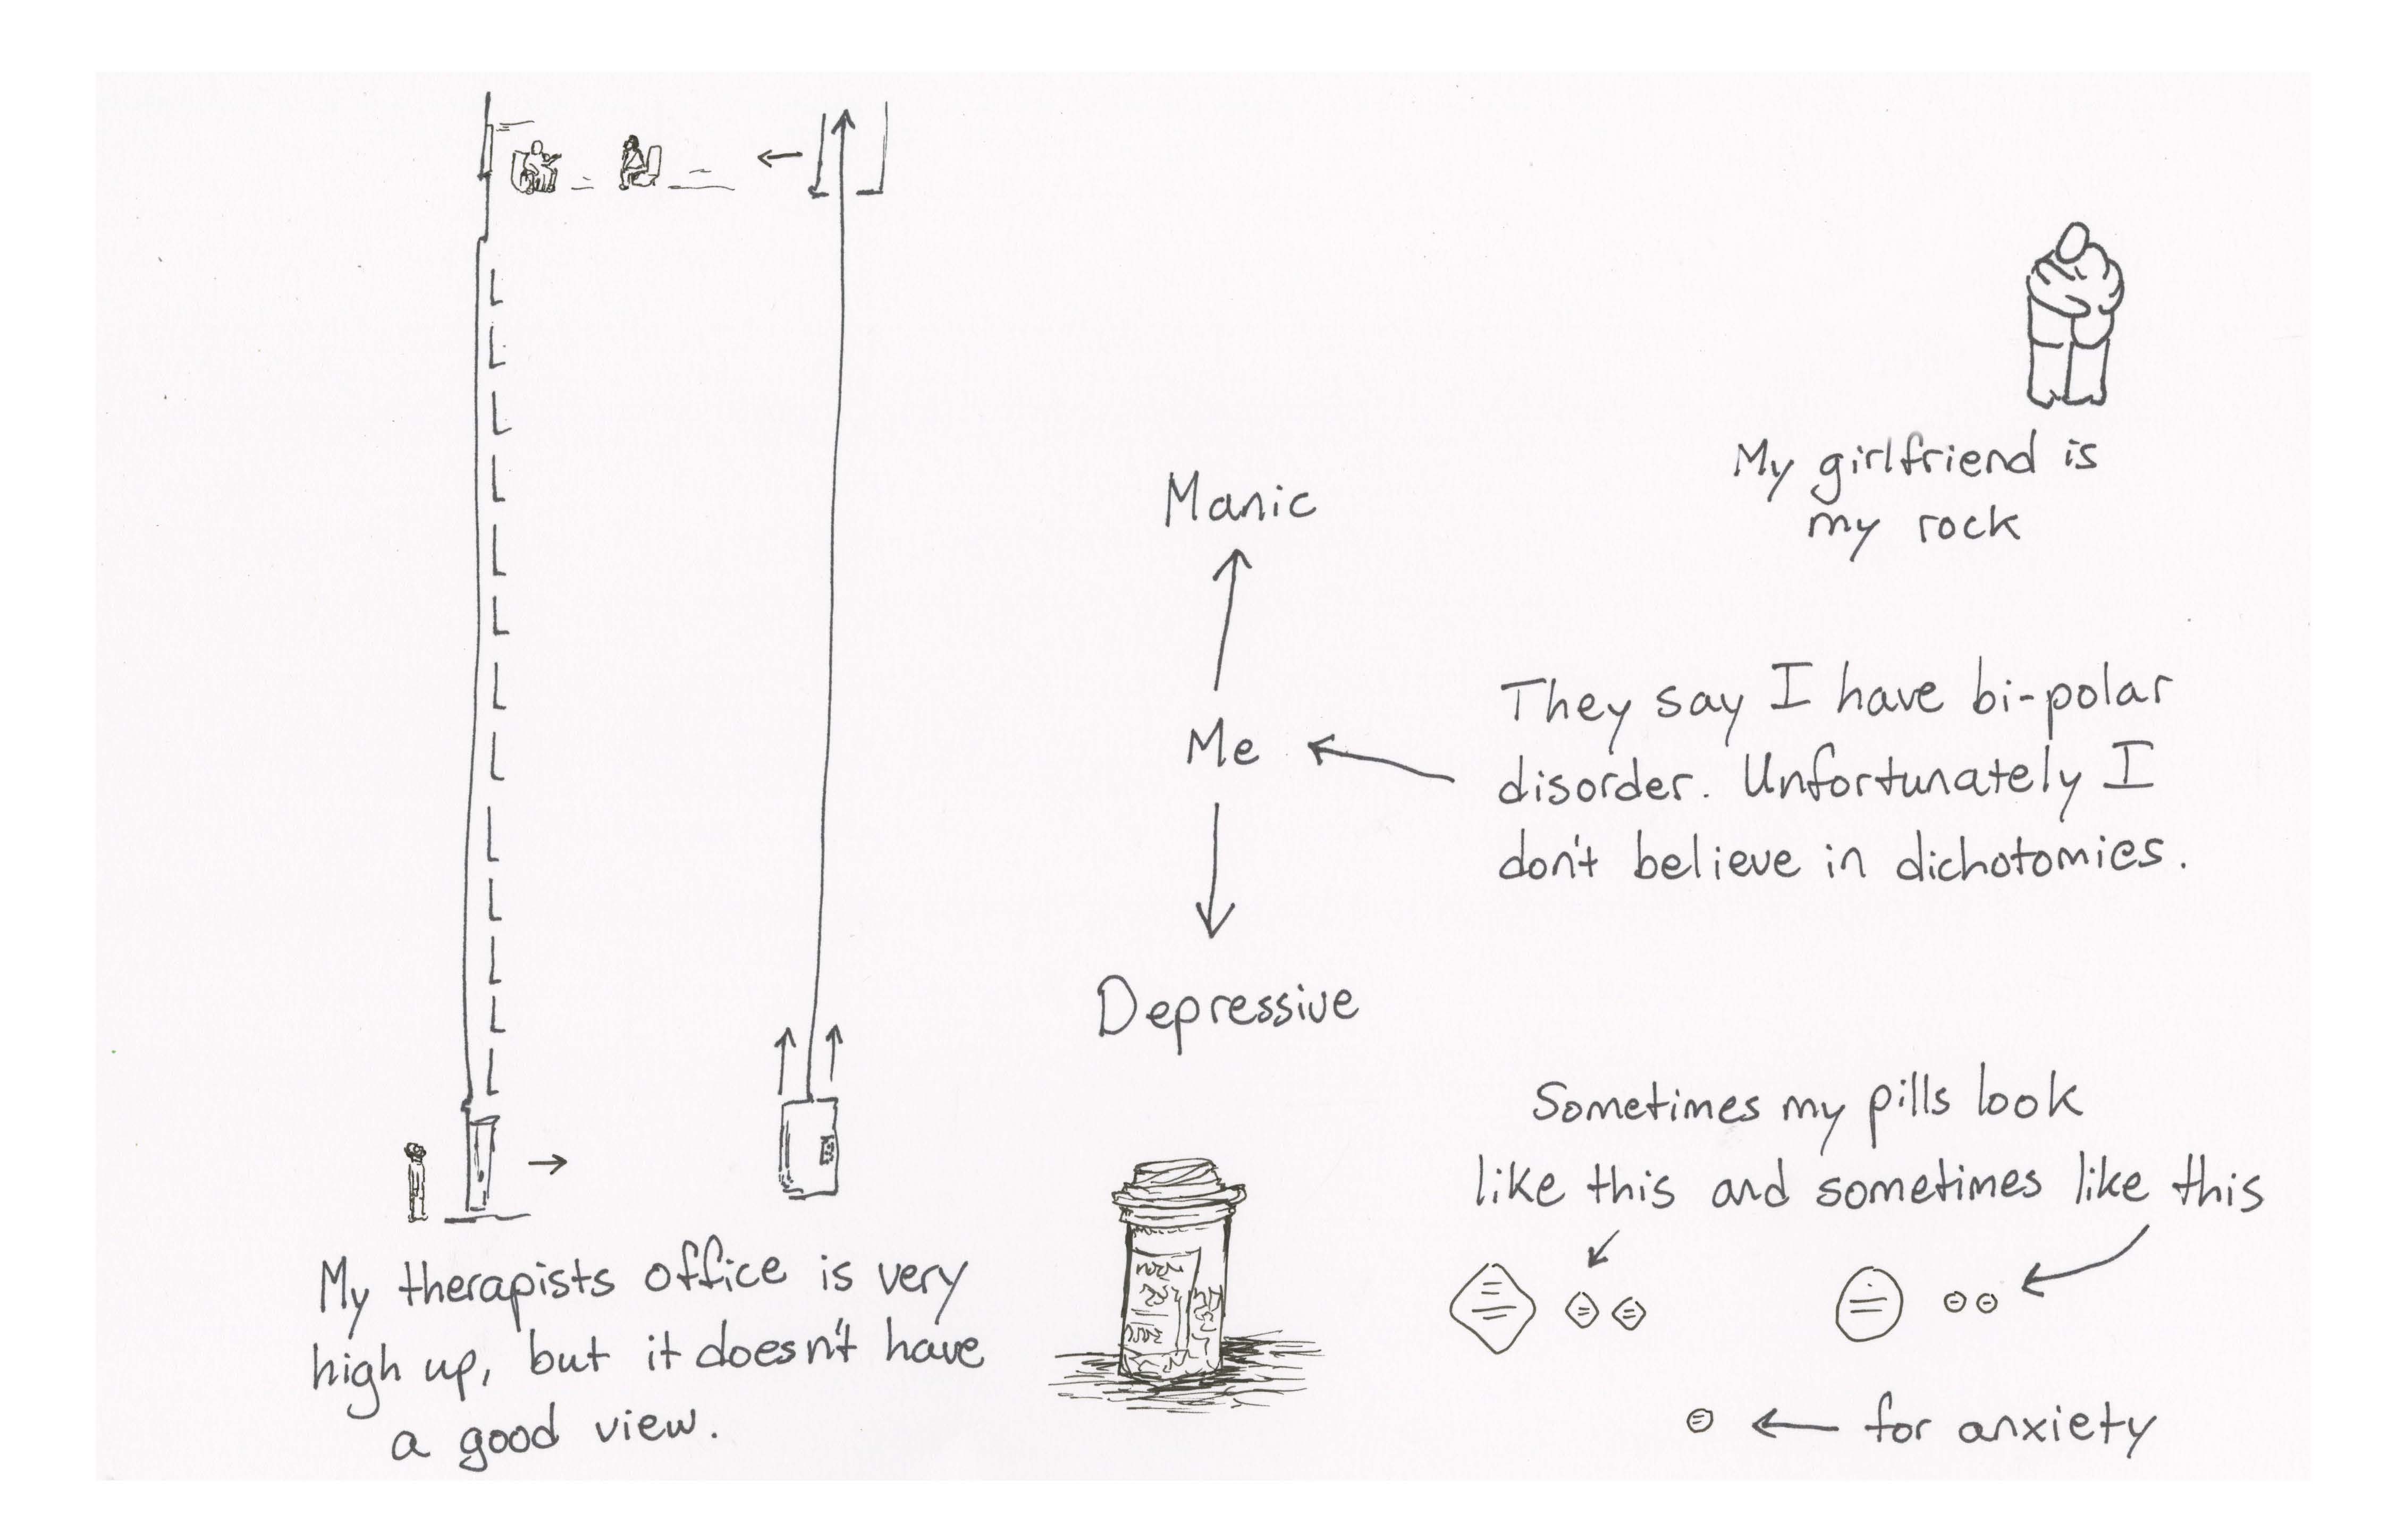 My therapists office is very
high up, but it doesn't have
a good view.
Manic
Me
Depressive
My girlfriend is
my rock
They say I have bi-polar
disorder. Unfortunately I
don't believe in dichotomies.
Sometimes my pills look
like this and sometimes like this
for anxiety